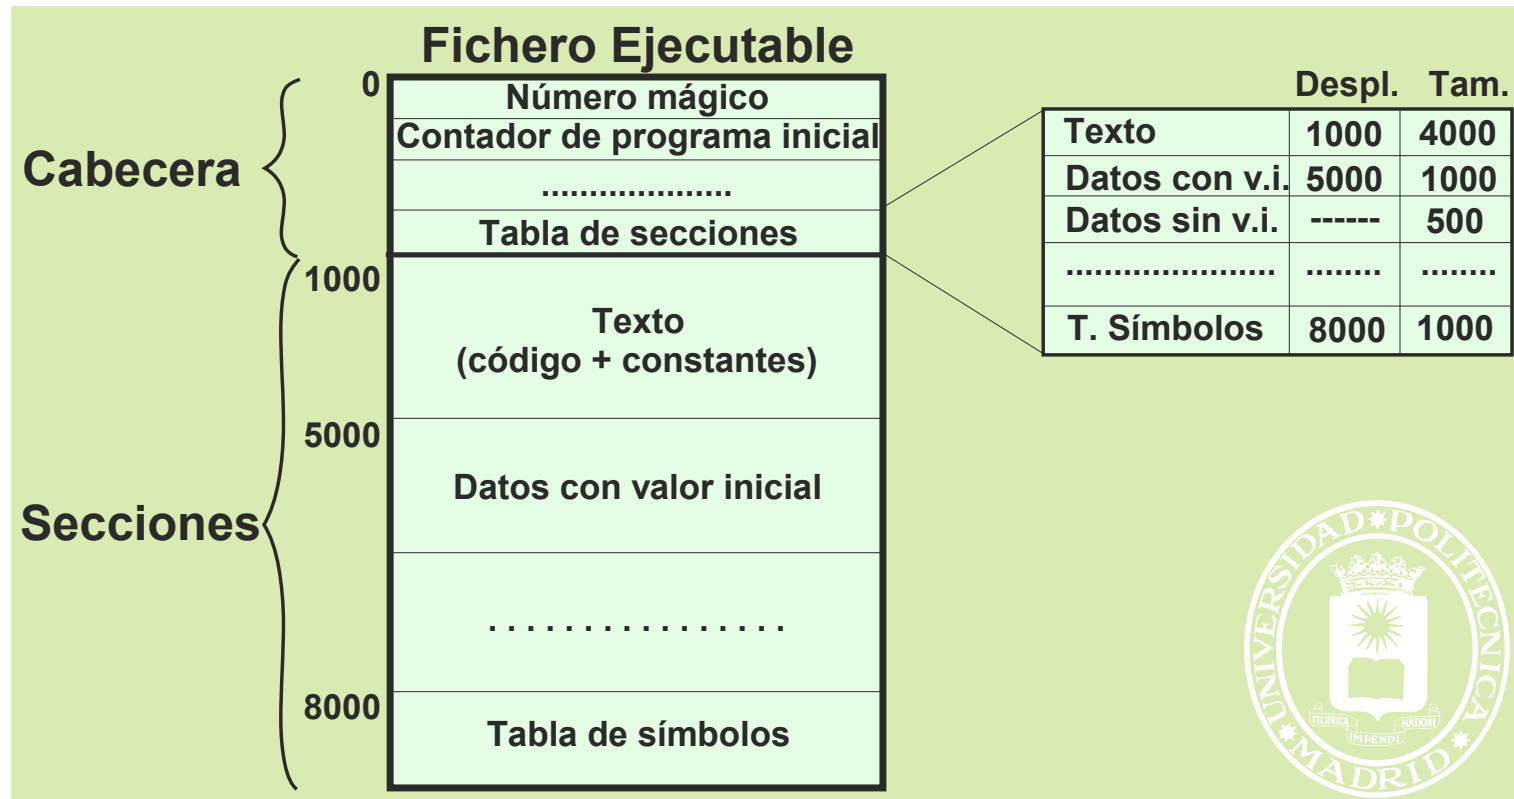 Fichero Ejecutable
Cabecera
Secciones
0
1000
5000
8000
Número mágico
Contador de programa inicial
....................
Tabla de secciones
Texto
(código + constantes)
Datos con valor inicial
. . . . . . . . . . . . . . . .
Tabla de símbolos
Despl. Tam.
Texto 1000 4000
Datos con v.i. 5000 1000
Datos sin v.i. ------ 500
...................... ........ ........
T. Símbolos 8000 1000
UNIVERSIDAD POLITECNICA
MADRID
TECHNICA IMPENDI NATIONI